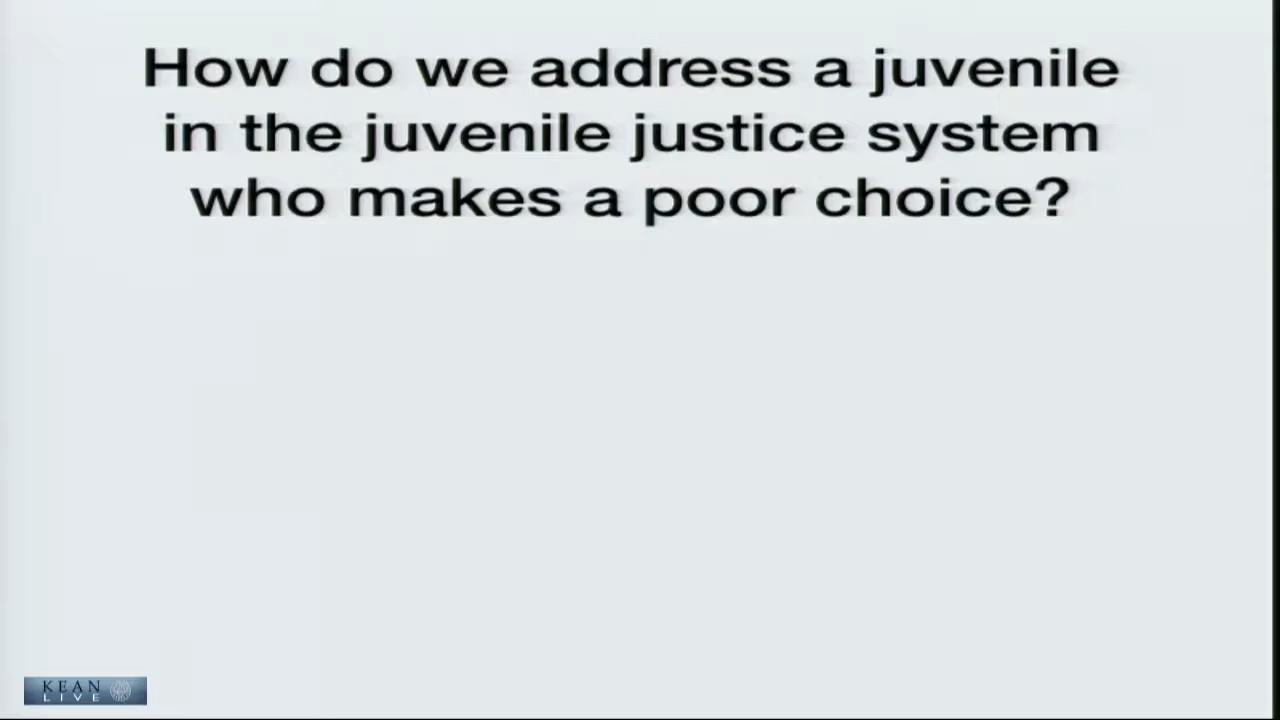 How do we address a juvenile
in the juvenile justice system
who makes a poor choice?
KEAN
LIVE